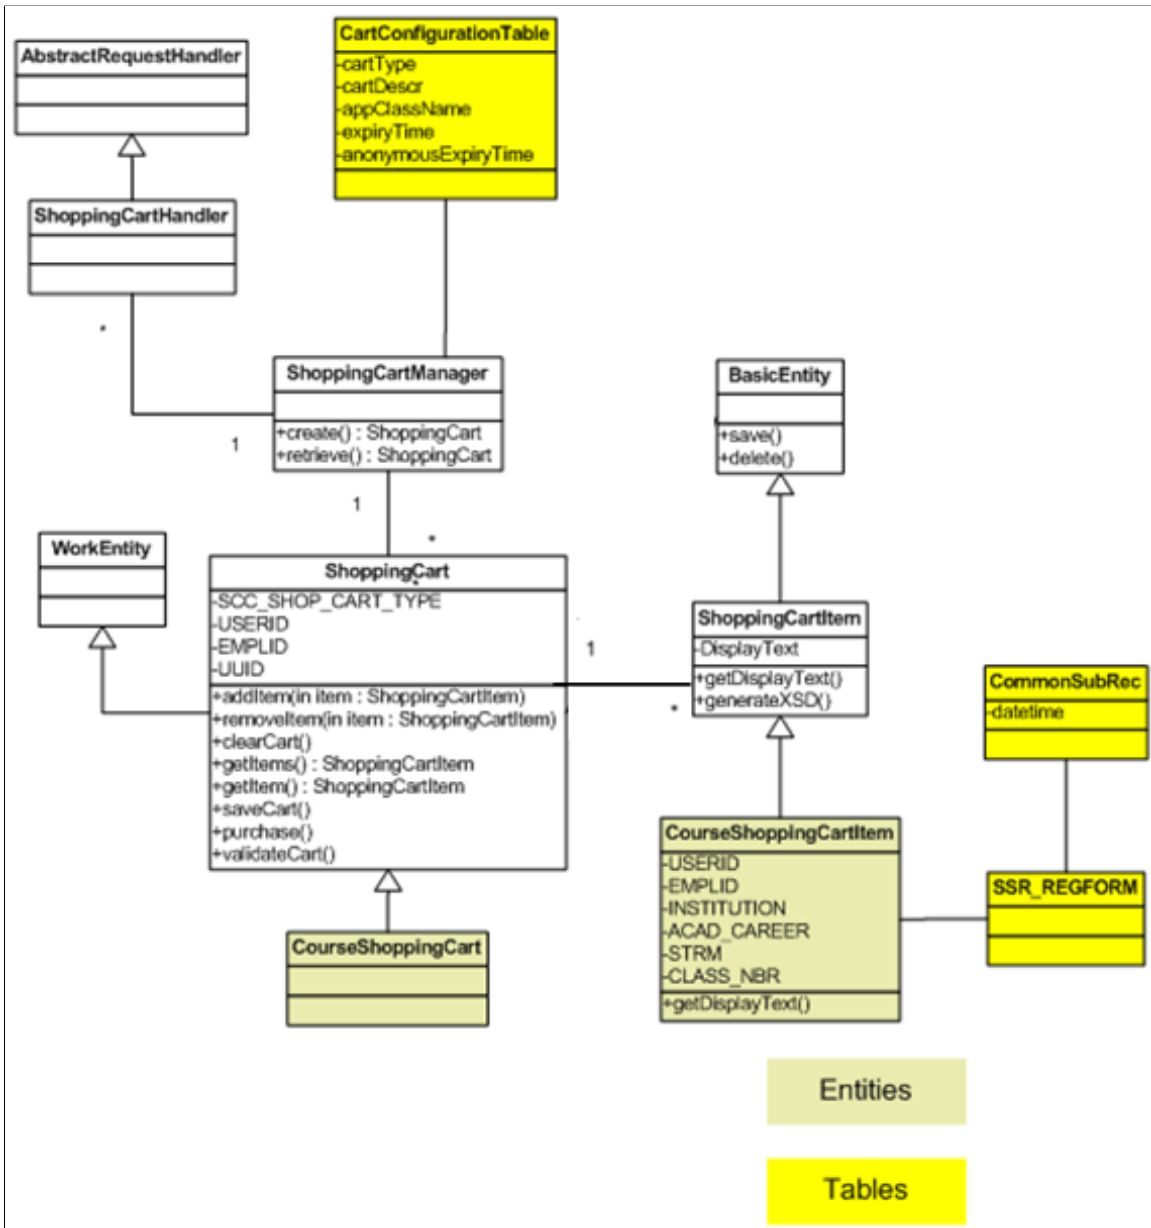 AbstractRequestHandler
CartConfigurationTable
-cartType
-cartDescr
-appClassName
-expiryTime
-anonymousExpiryTime
ShoppingCartHandler
*
ShoppingCartManager
+create() : ShoppingCart
+retrieve() : ShoppingCart
1
1
*
BasicEntity
+save()
+delete()
WorkEntity
ShoppingCart
*
-SCC_SHOP_CART_TYPE
-USERID
-EMPLID
-UUID
+addItem(in item : ShoppingCartItem)
+removeItem(in item : ShoppingCartItem)
+clearCart()
+getItems() : ShoppingCartItem
+getItem() : ShoppingCartItem
+saveCart()
+purchase()
+validateCart()
1
*
ShoppingCartItem
-DisplayText
+getDisplayText()
+generateXSD()
CommonSubRec
-datetime
CourseShoppingCart
CourseShoppingCartItem
-USERID
-EMPLID
-INSTITUTION
-ACAD_CAREER
-STRM
-CLASS_NBR
+getDisplayText()
SSR_REGFORM
Entities
Tables